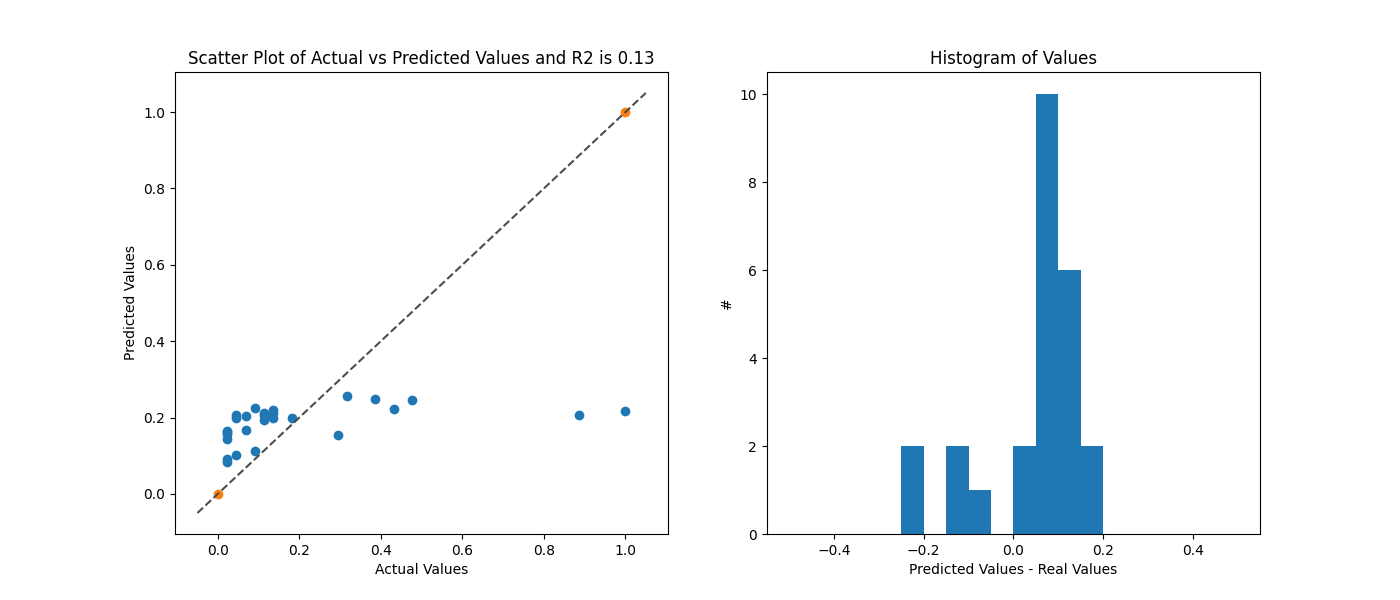 Scatter Plot of Actual vs Predicted Values and R2 is 0.13
Predicted Values
1.0
0.8
0.6
0.4
0.2
0.0
0.0 0.2 0.4 0.6 0.8 1.0
Actual Values
Histogram of Values
#
10
8
6
4
2
0
−0.4 −0.2 0.0 0.2 0.4
Predicted Values - Real Values